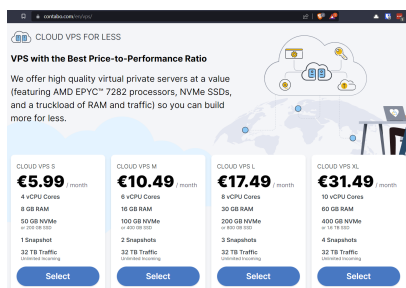 contabo.com/en/vps/
CLOUD VPS FOR LESS
VPS with the Best Price-to-Performance Ratio
We offer high quality virtual private servers at a value
(featuring AMD EPYC™ 7282 processors, NVMe SSDs,
and a truckload of RAM and traffic) so you can build
more for less.
CLOUD VPS S
€5.99 / month
4 vCPU Cores
8 GB RAM
50 GB NVMe
or 200 GB SSD
1 Snapshot
32 TB Traffic
Unlimited Incoming
Select
CLOUD VPS M
€10.49 / month
6 vCPU Cores
16 GB RAM
100 GB NVMe
or 400 GB SSD
2 Snapshots
32 TB Traffic
Unlimited Incoming
Select
CLOUD VPS L
€17.49 / month
8 vCPU Cores
30 GB RAM
200 GB NVMe
or 800 GB SSD
3 Snapshots
32 TB Traffic
Unlimited Incoming
Select
CLOUD VPS XL
€31.49 / month
10 vCPU Cores
60 GB RAM
400 GB NVMe
or 1.6 TB SSD
4 Snapshots
32 TB Traffic
Unlimited Incoming
Select